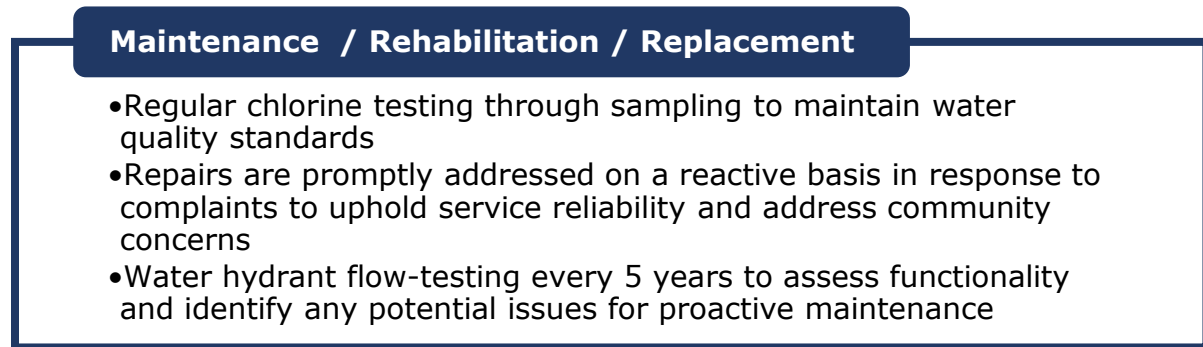 Maintenance / Rehabilitation / Replacement
•Regular chlorine testing through sampling to maintain water
quality standards
•Repairs are promptly addressed on a reactive basis in response to
complaints to uphold service reliability and address community
concerns
•Water hydrant flow-testing every 5 years to assess functionality
and identify any potential issues for proactive maintenance